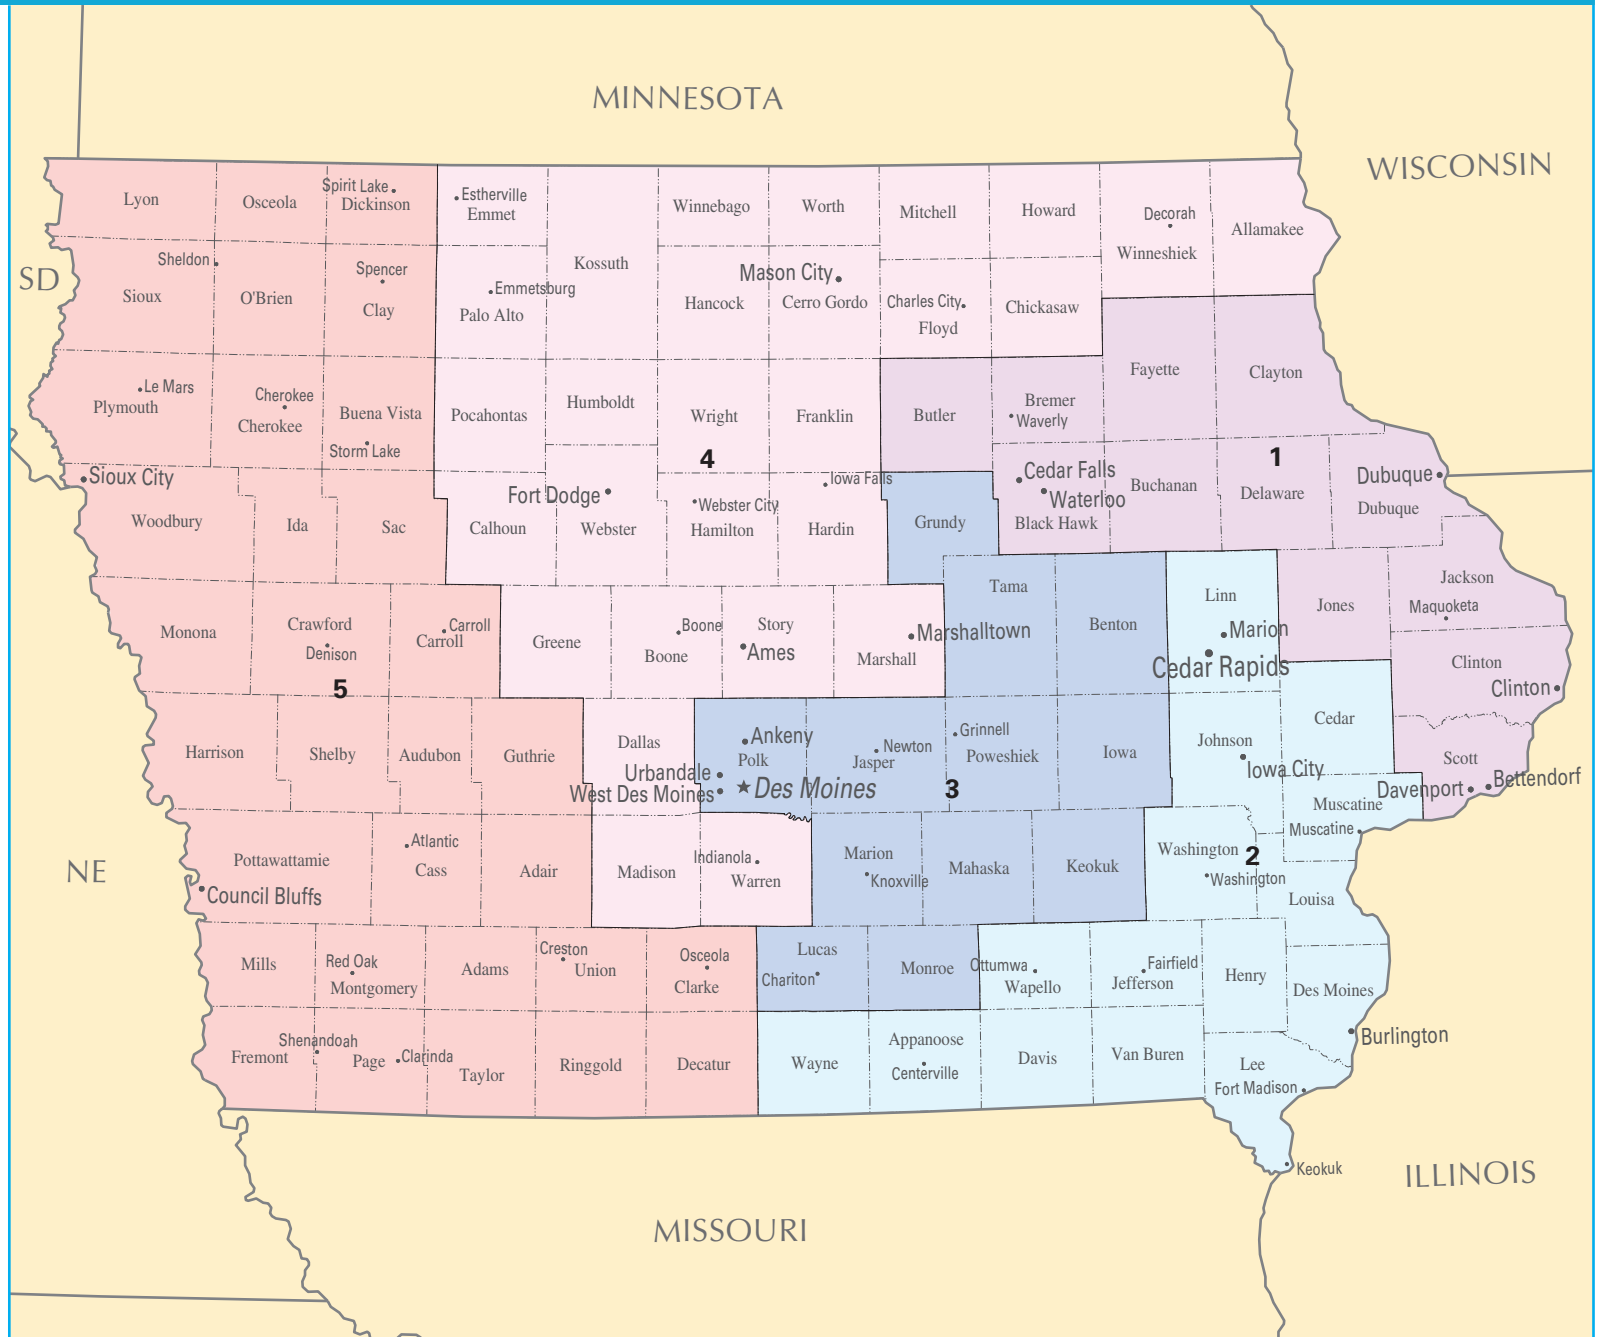 MINNESOTA
WISCONSIN
SD
NE
MISSOURI
ILLINOIS
Lyon
Osceola
Spirit Lake
Dickinson
Estherville
Emmet
Winnebago
Worth
Mitchell
Howard
Decorah
Winneshiek
Allamakee
Sheldon
Sioux
O'Brien
Spencer
Clay
Emmetsburg
Palo Alto
Kossuth
Hancock
Mason City
Cerro Gordo
Charles City
Floyd
Chickasaw
Fayette
Clayton
Le Mars
Plymouth
Cherokee
Cherokee
Buena Vista
Storm Lake
Pocahontas
Humboldt
Wright
4
Franklin
Butler
Bremer
Waverly
1
Sioux City
Woodbury
Ida
Sac
Calhoun
Fort Dodge
Webster
Webster City
Hamilton
Iowa Falls
Hardin
Grundy
Cedar Falls
Waterloo
Black Hawk
Buchanan
Delaware
Dubuque
Dubuque
Monona
Crawford
Denison
Carroll
Carroll
5
Greene
Boone
Boone
Story
Ames
Marshalltown
Marshall
Tama
Benton
Linn
Marion
Cedar Rapids
Jones
Jackson
Maquoketa
Clinton
Clinton
Harrison
Shelby
Audubon
Guthrie
Dallas
Urbandale
West Des Moines
Ankeny
Polk
Des Moines
Newton
Jasper
Grinnell
Poweshiek
3
Iowa
Johnson
Iowa City
Cedar
Scott
Davenport
Bettendorf
Muscatine
Muscatine
Pottawattamie
Council Bluffs
Atlantic
Cass
Adair
Madison
Indianola
Warren
Marion
Knoxville
Mahaska
Keokuk
Washington
2
Washington
Louisa
Mills
Red Oak
Montgomery
Adams
Creston
Union
Osceola
Clarke
Lucas
Chariton
Monroe
Ottumwa
Wapello
Fairfield
Jefferson
Henry
Des Moines
Burlington
Fremont
Shenandoah
Page
Clarinda
Taylor
Ringgold
Decatur
Wayne
Appanoose
Centerville
Davis
Van Buren
Lee
Fort Madison
Keokuk